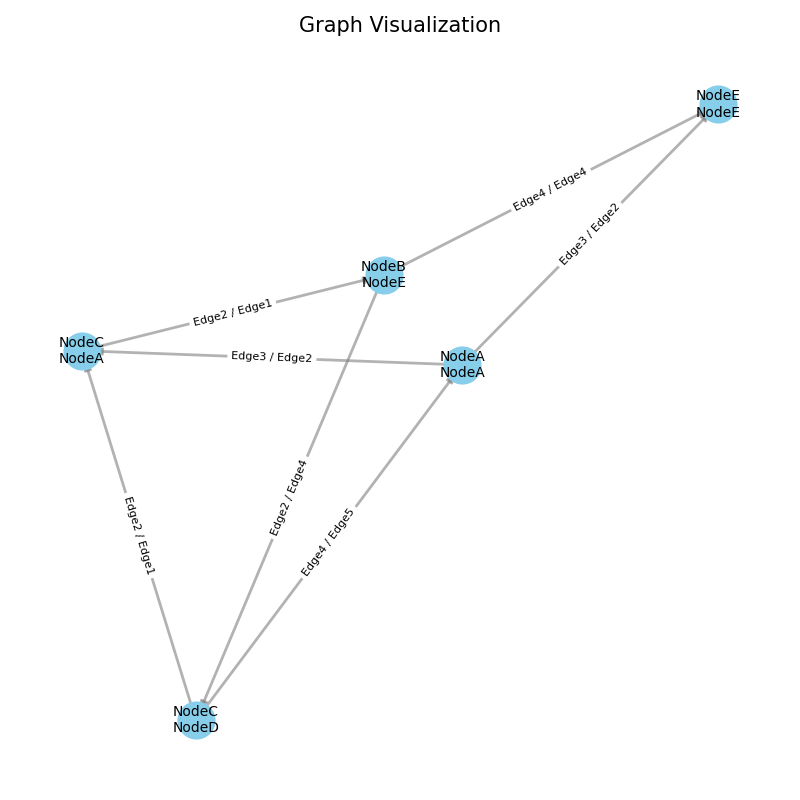 Graph Visualization
NodeE
NodeE
Edge4 / Edge4
Edge3 / Edge2
NodeB
NodeE
Edge2 / Edge1
NodeC
NodeA
Edge3 / Edge2
NodeA
NodeA
Edge2 / Edge4
Edge2 / Edge1
Edge4 / Edge5
NodeC
NodeD